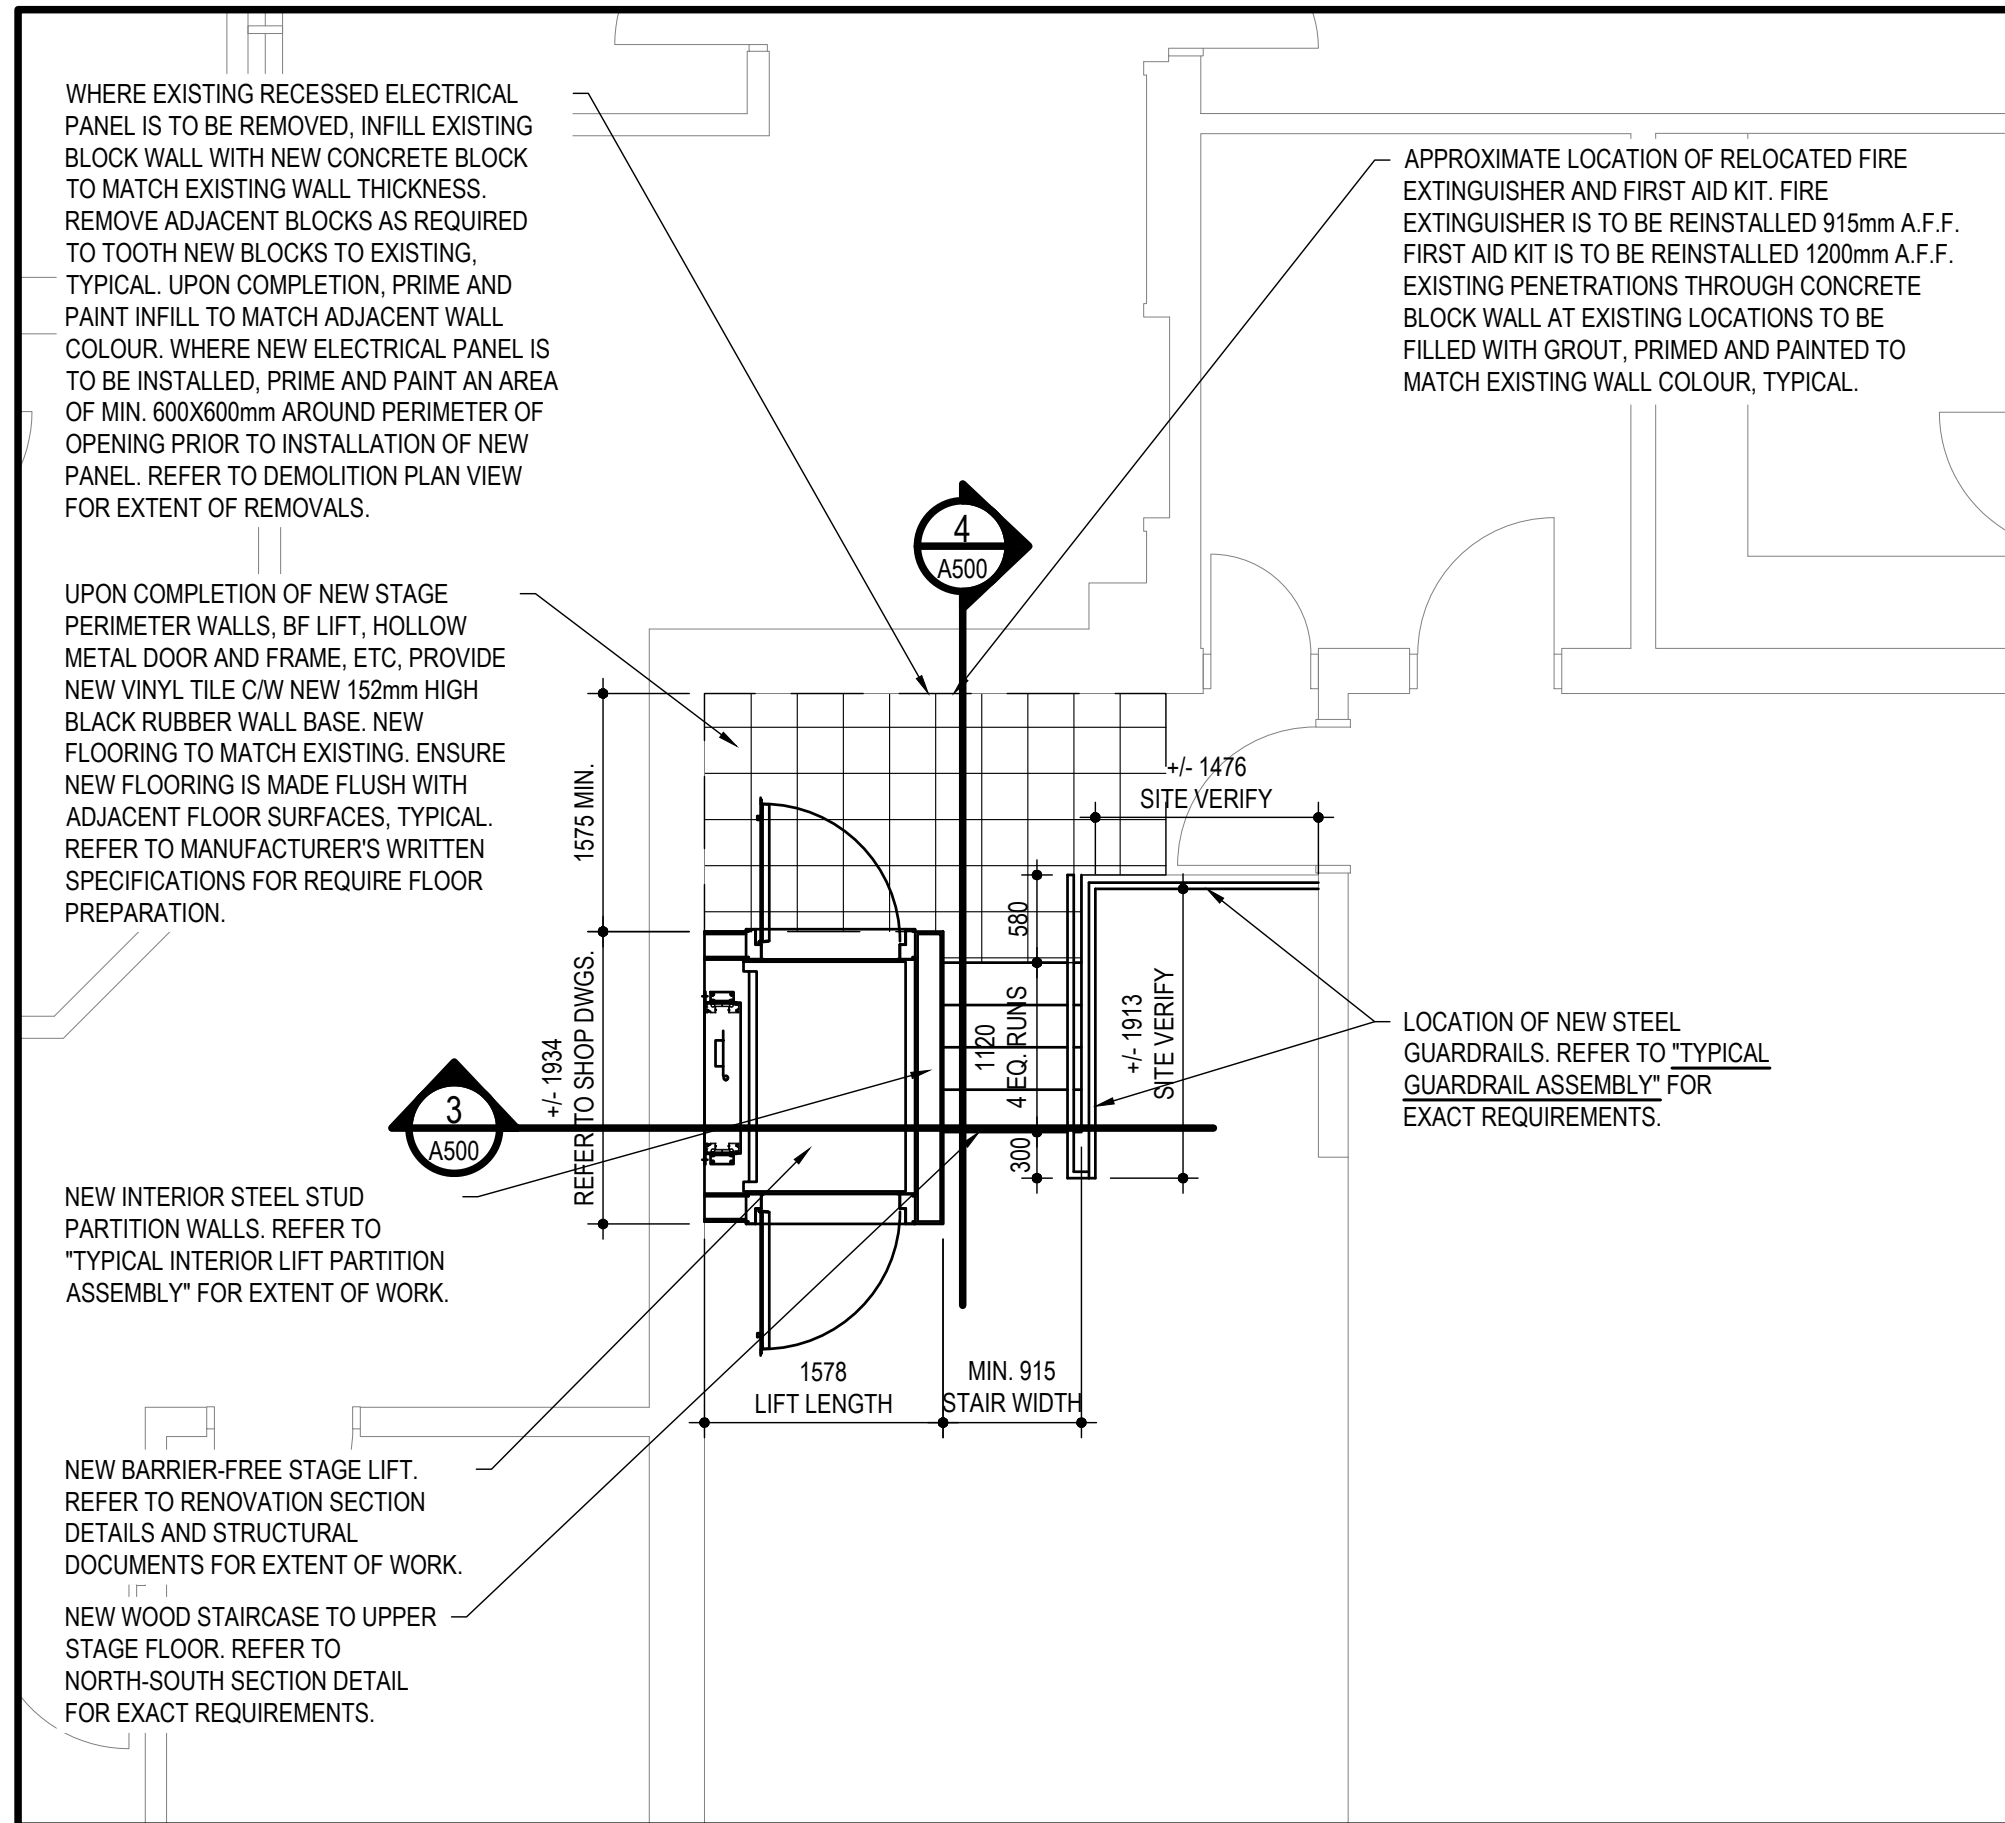 WHERE EXISTING RECESSED ELECTRICAL
PANEL IS TO BE REMOVED, INFILL EXISTING
BLOCK WALL WITH NEW CONCRETE BLOCK
TO MATCH EXISTING WALL THICKNESS.
REMOVE ADJACENT BLOCKS AS REQUIRED
TO TOOTH NEW BLOCKS TO EXISTING,
TYPICAL. UPON COMPLETION, PRIME AND
PAINT INFILL TO MATCH ADJACENT WALL
COLOUR. WHERE NEW ELECTRICAL PANEL IS
TO BE INSTALLED, PRIME AND PAINT AN AREA
OF MIN. 600X600mm AROUND PERIMETER OF
OPENING PRIOR TO INSTALLATION OF NEW
PANEL. REFER TO DEMOLITION PLAN VIEW
FOR EXTENT OF REMOVALS.
APPROXIMATE LOCATION OF RELOCATED FIRE
EXTINGUISHER AND FIRST AID KIT. FIRE
EXTINGUISHER IS TO BE REINSTALLED 915mm A.F.F.
FIRST AID KIT IS TO BE REINSTALLED 1200mm A.F.F.
EXISTING PENETRATIONS THROUGH CONCRETE
BLOCK WALL AT EXISTING LOCATIONS TO BE
FILLED WITH GROUT, PRIMED AND PAINTED TO
MATCH EXISTING WALL COLOUR, TYPICAL.
4
A500
UPON COMPLETION OF NEW STAGE
PERIMETER WALLS, BF LIFT, HOLLOW
METAL DOOR AND FRAME, ETC, PROVIDE
NEW VINYL TILE C/W NEW 152mm HIGH
BLACK RUBBER WALL BASE. NEW
FLOORING TO MATCH EXISTING. ENSURE
NEW FLOORING IS MADE FLUSH WITH
ADJACENT FLOOR SURFACES, TYPICAL.
REFER TO MANUFACTURER'S WRITTEN
SPECIFICATIONS FOR REQUIRE FLOOR
PREPARATION.
1575 MIN.
+/- 1476
SITE VERIFY
580
1120
4 EQ. RUNS
300
+/- 1913
SITE VERIFY
+/- 1934
REFER TO SHOP DWGS.
LOCATION OF NEW STEEL
GUARDRAILS. REFER TO "TYPICAL
GUARDRAIL ASSEMBLY" FOR
EXACT REQUIREMENTS.
3
A500
NEW INTERIOR STEEL STUD
PARTITION WALLS. REFER TO
"TYPICAL INTERIOR LIFT PARTITION
ASSEMBLY" FOR EXTENT OF WORK.
1578
LIFT LENGTH
MIN. 915
STAIR WIDTH
NEW BARRIER-FREE STAGE LIFT.
REFER TO RENOVATION SECTION
DETAILS AND STRUCTURAL
DOCUMENTS FOR EXTENT OF WORK.
NEW WOOD STAIRCASE TO UPPER
STAGE FLOOR. REFER TO
NORTH-SOUTH SECTION DETAIL
FOR EXACT REQUIREMENTS.